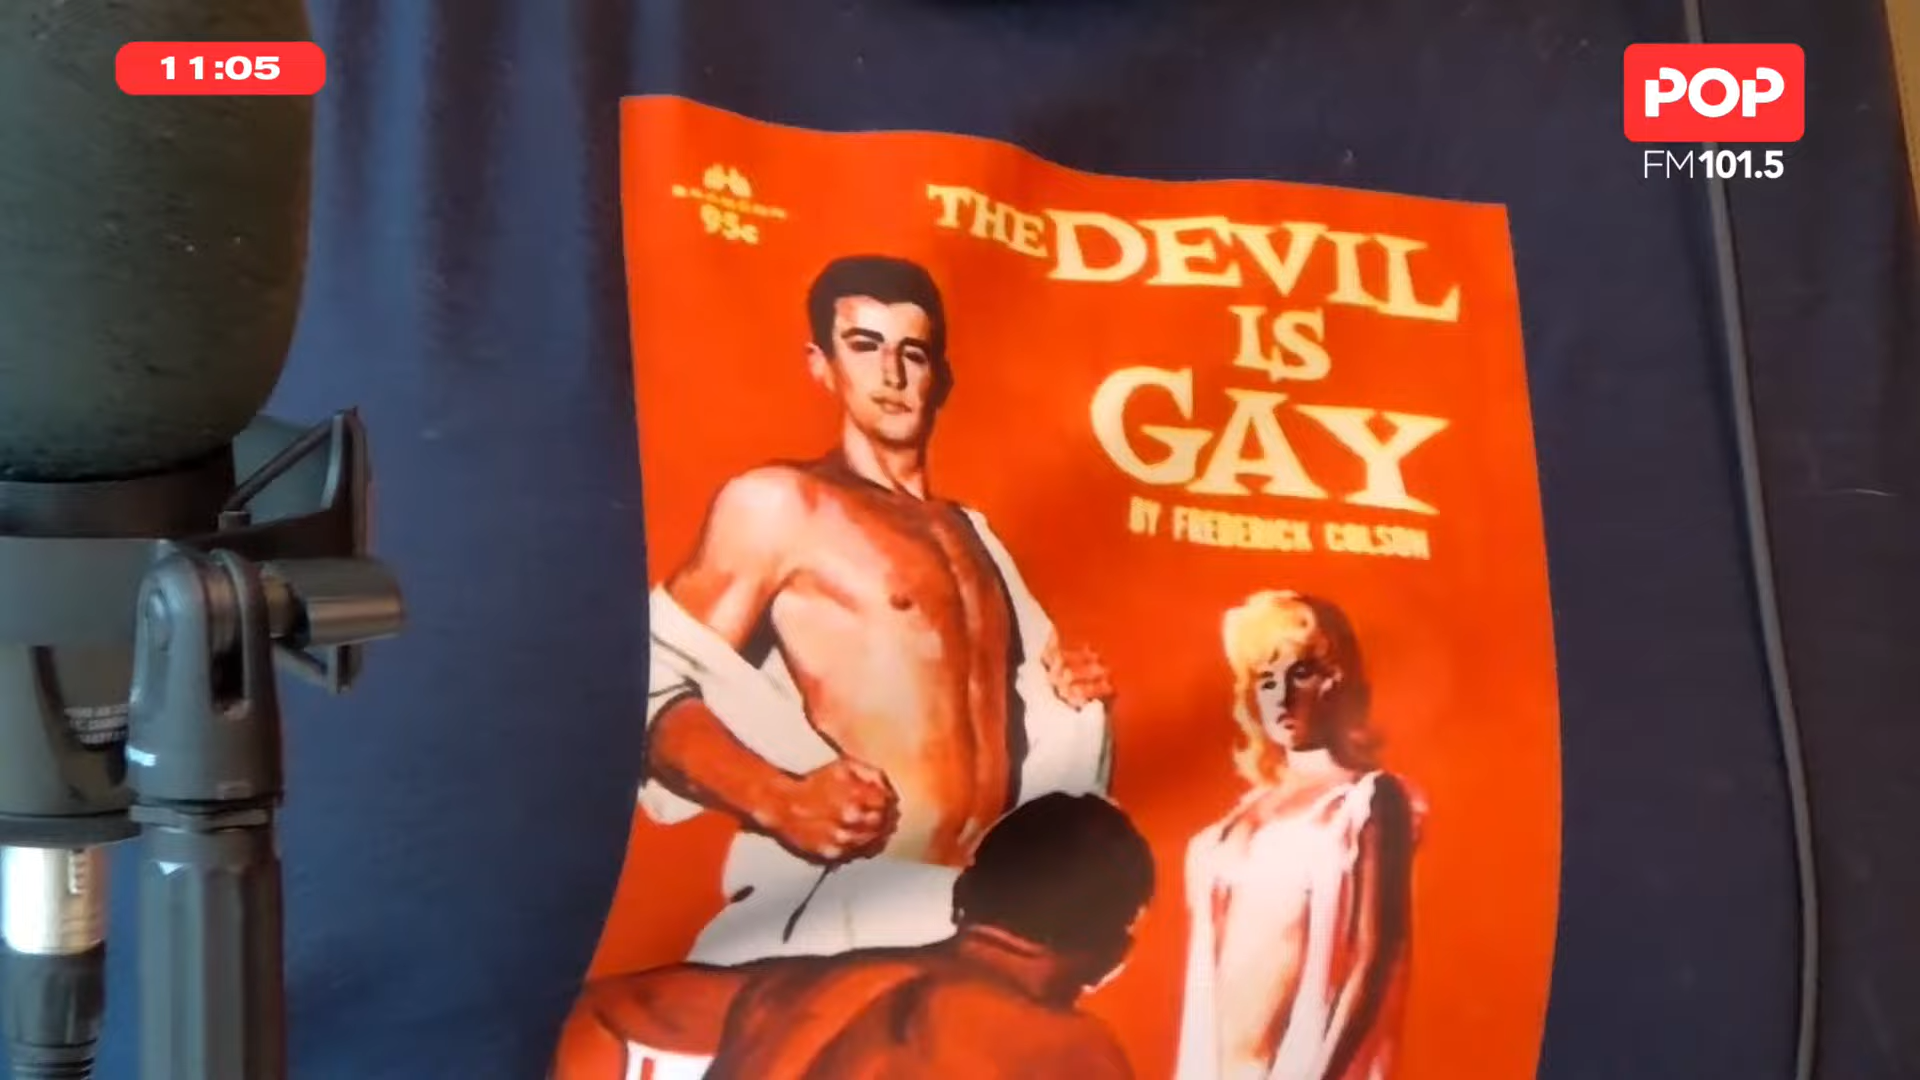 11:05
POP
FM101.5
95¢
THE DEVIL
IS
GAY
BY FREDERICK COLSON